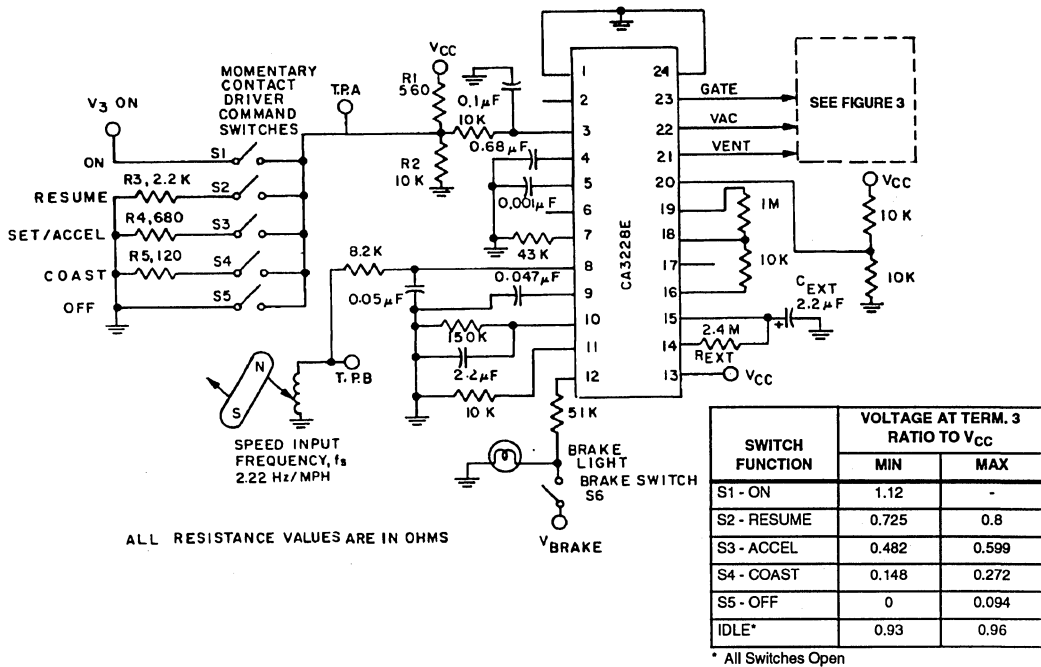 VCC
R1
560
0.1µF
10K
0.68µF
R2
10K
T.P.A
MOMENTARY
CONTACT
DRIVER
COMMAND
SWITCHES
V3 ON
ON
S1
RESUME
R3, 2.2 K
S2
SET/ACCEL
R4,680
S3
COAST
R5,120
S4
OFF
S5
0,001µF
43 K
8.2K
0.05µF
0.047µF
150K
2.2µF
10 K
T.P.B
N
S
SPEED INPUT
FREQUENCY, fs
2.22 Hz/MPH
51K
BRAKE
LIGHT
BRAKE SWITCH
S6
VBRAKE
ALL RESISTANCE VALUES ARE IN OHMS
CA3228E
1
2
3
4
5
6
7
8
9
10
11
12
24
23
22
21
20
19
18
17
16
15
14
13
GATE
VAC
VENT
SEE FIGURE 3
VCC
10 K
10K
1M
10K
CEXT
2.2µF
+
2.4 M
REXT
VCC
SWITCH FUNCTION
VOLTAGE AT TERM. 3
RATIO TO VCC
MIN MAX
S1 - ON 1.12 -
S2 - RESUME 0.725 0.8
S3 - ACCEL 0.482 0.599
S4 - COAST 0.148 0.272
S5 - OFF 0 0.094
IDLE* 0.93 0.96
* All Switches Open